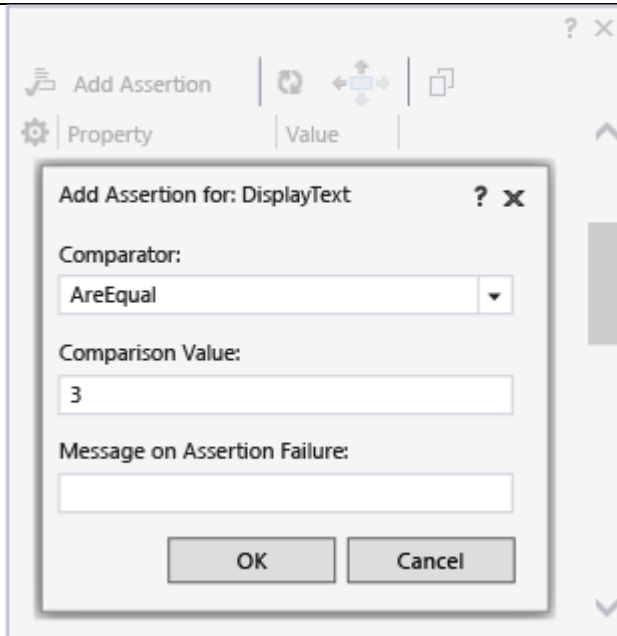 ?
Add Assertion
Property Value
Add Assertion for: DisplayText ?
Comparator:
AreEqual
Comparison Value:
3
Message on Assertion Failure:
OK Cancel